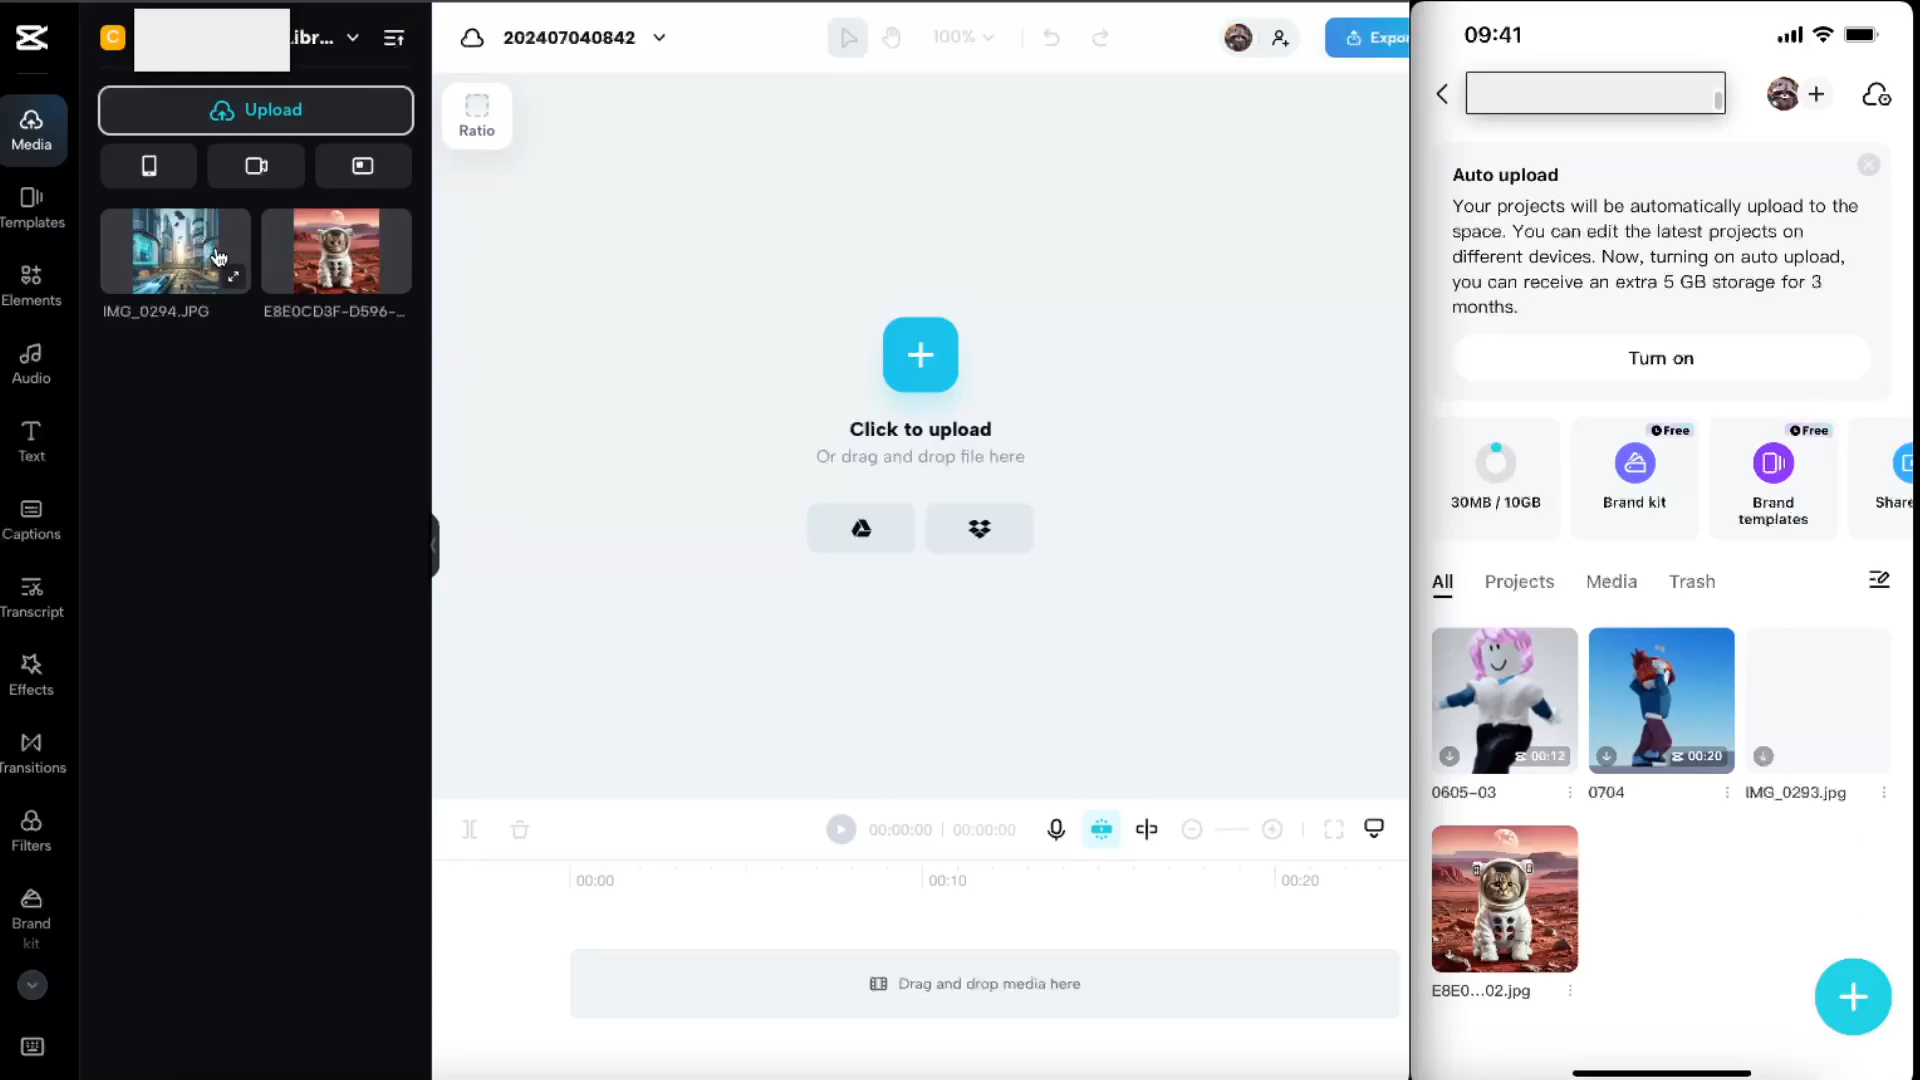 C
ibr...
Upload
IMG_0294.JPG
E8E0CD3F-D596-...
Media
Templates
Elements
Audio
Text
Captions
Transcript
Effects
Transitions
Filters
Brand
kit
202407040842
100%
Export
Ratio
Click to upload
Or drag and drop file here
00:00:00 | 00:00:00
00:00
00:10
00:20
Drag and drop media here
09:41
Auto upload
Your projects will be automatically upload to the
space. You can edit the latest projects on
different devices. Now, turning on auto upload,
you can receive an extra 5 GB storage for 3
months.
Turn on
30MB / 10GB
Free
Brand kit
Free
Brand
templates
Share
All
Projects
Media
Trash
00:12
0605-03
00:20
0704
IMG_0293.jpg
E8E0...02.jpg